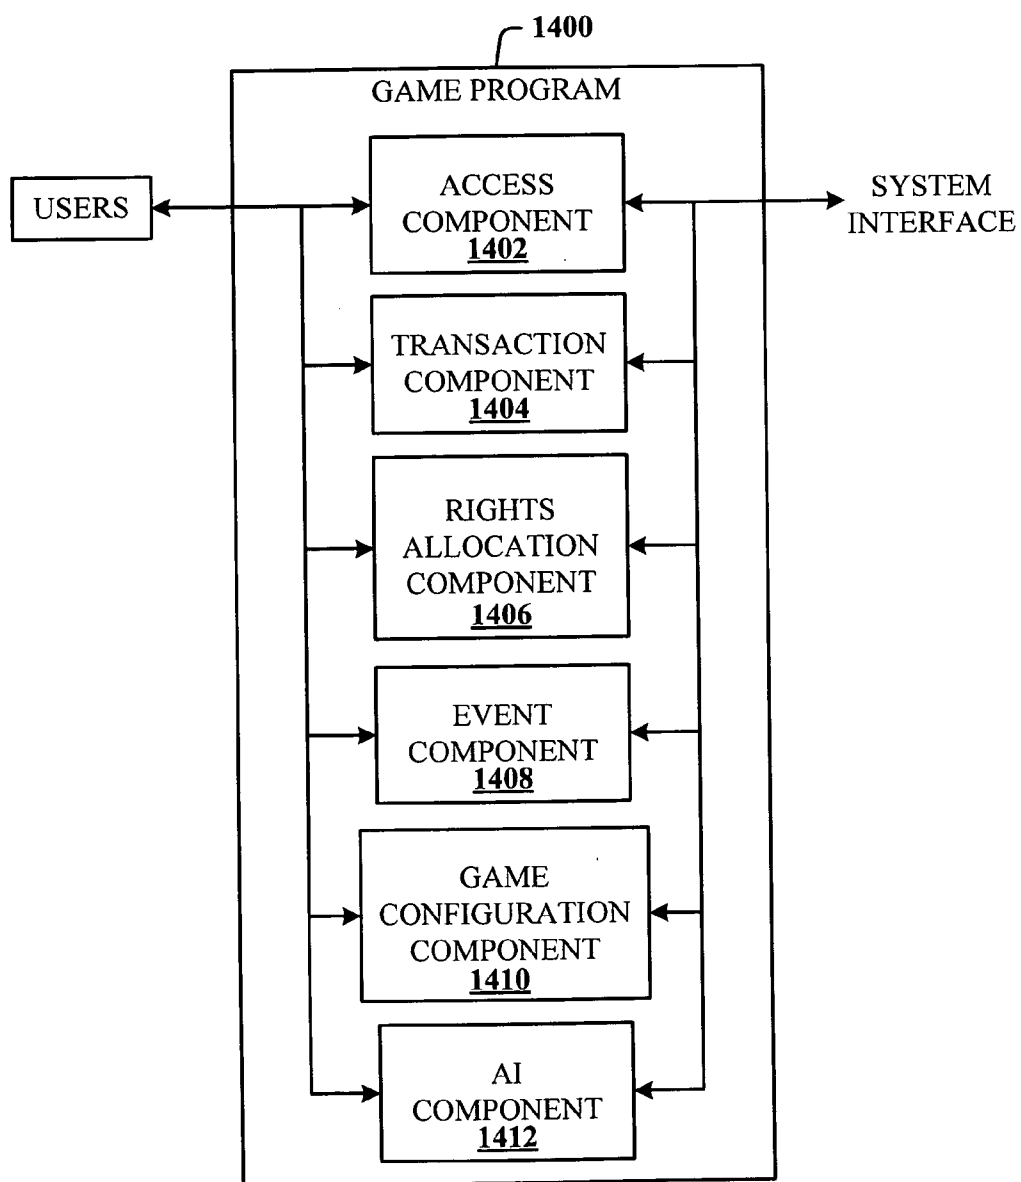 1400
GAME PROGRAM
USERS
ACCESS
COMPONENT
1402
SYSTEM
INTERFACE
TRANSACTION
COMPONENT
1404
RIGHTS
ALLOCATION
COMPONENT
1406
EVENT
COMPONENT
1408
GAME
CONFIGURATION
COMPONENT
1410
AI
COMPONENT
1412